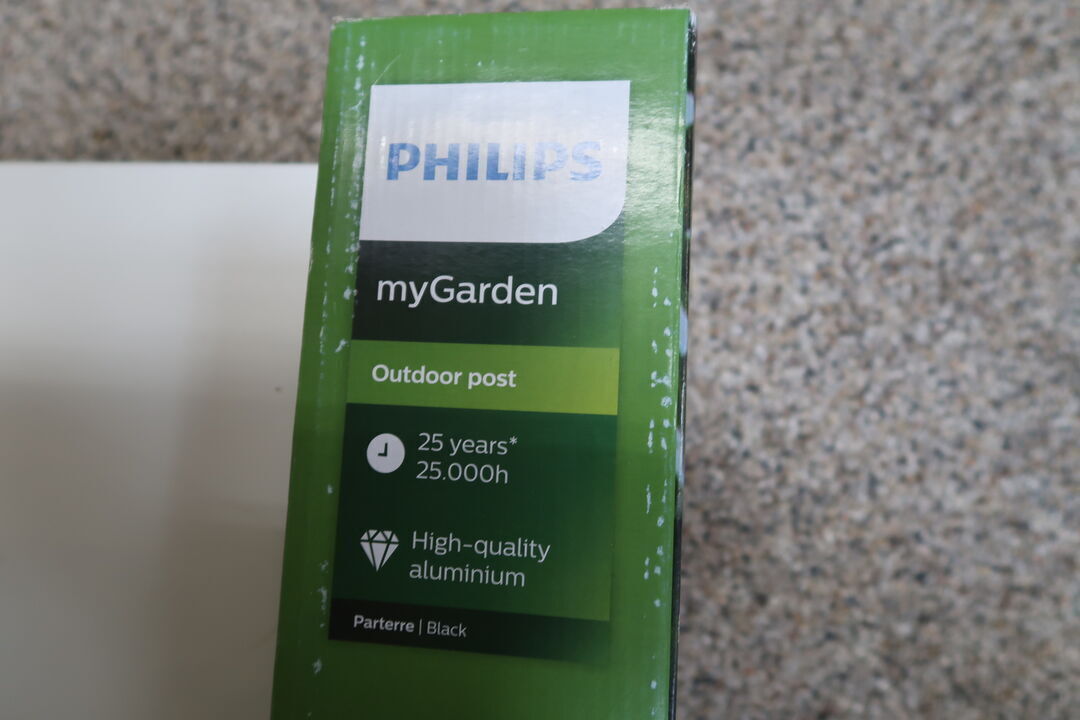 PHILIPS
myGarden
Outdoor post
25 years*
25.000h
High-quality
aluminium
Parterre | Black